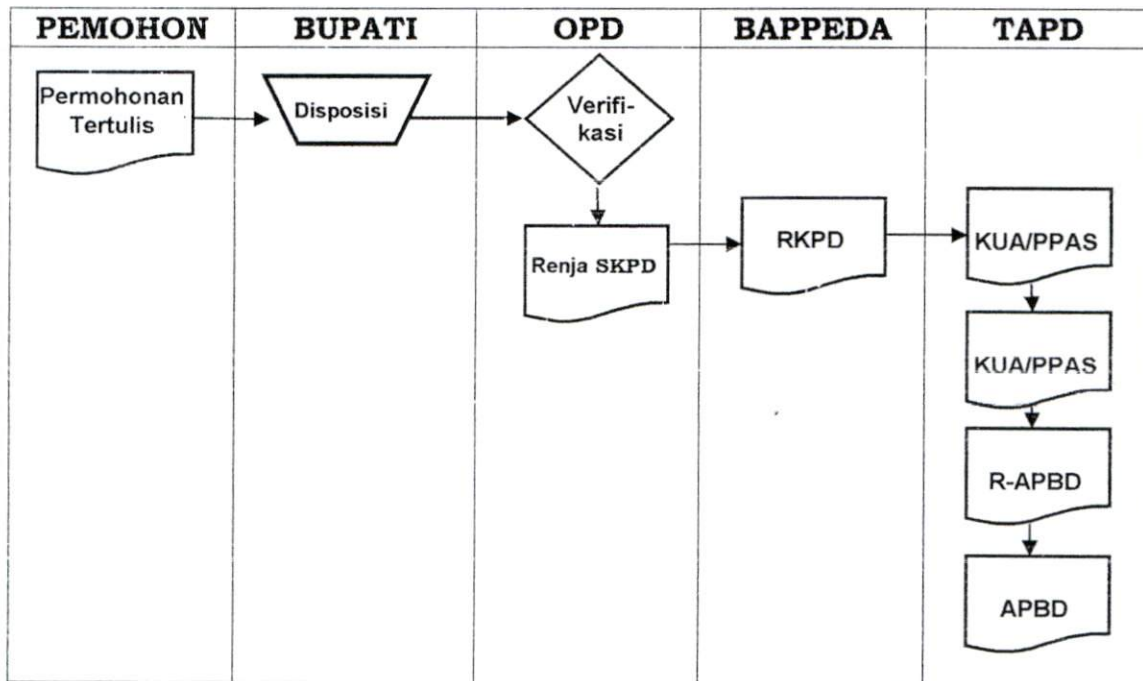 PEMOHON
BUPATI
OPD
BAPPEDA
TAPD
Permohonan
Tertulis
Disposisi
Verifi-
kasi
Renja SKPD
RKPD
KUA/PPAS
KUA/PPAS
R-APBD
APBD